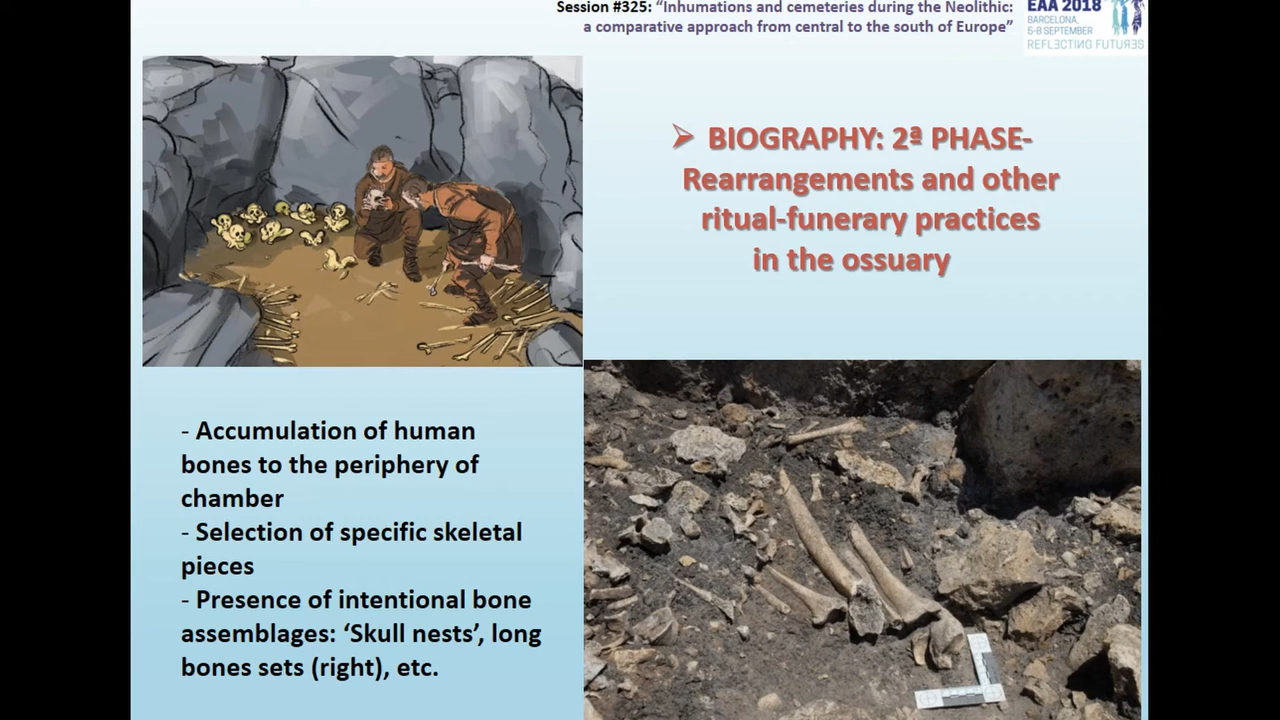 Session #325: “Inhumations and cemeteries during the Neolithic:
a comparative approach from central to the south of Europe”
EAA 2018
BARCELONA,
5-8 SEPTEMBER
REFLECTING FUTURES
➢ BIOGRAPHY: 2ª PHASE-
Rearrangements and other
ritual-funerary practices
in the ossuary
- Accumulation of human
bones to the periphery of
chamber
- Selection of specific skeletal
pieces
- Presence of intentional bone
assemblages: ‘Skull nests’, long
bones sets (right), etc.